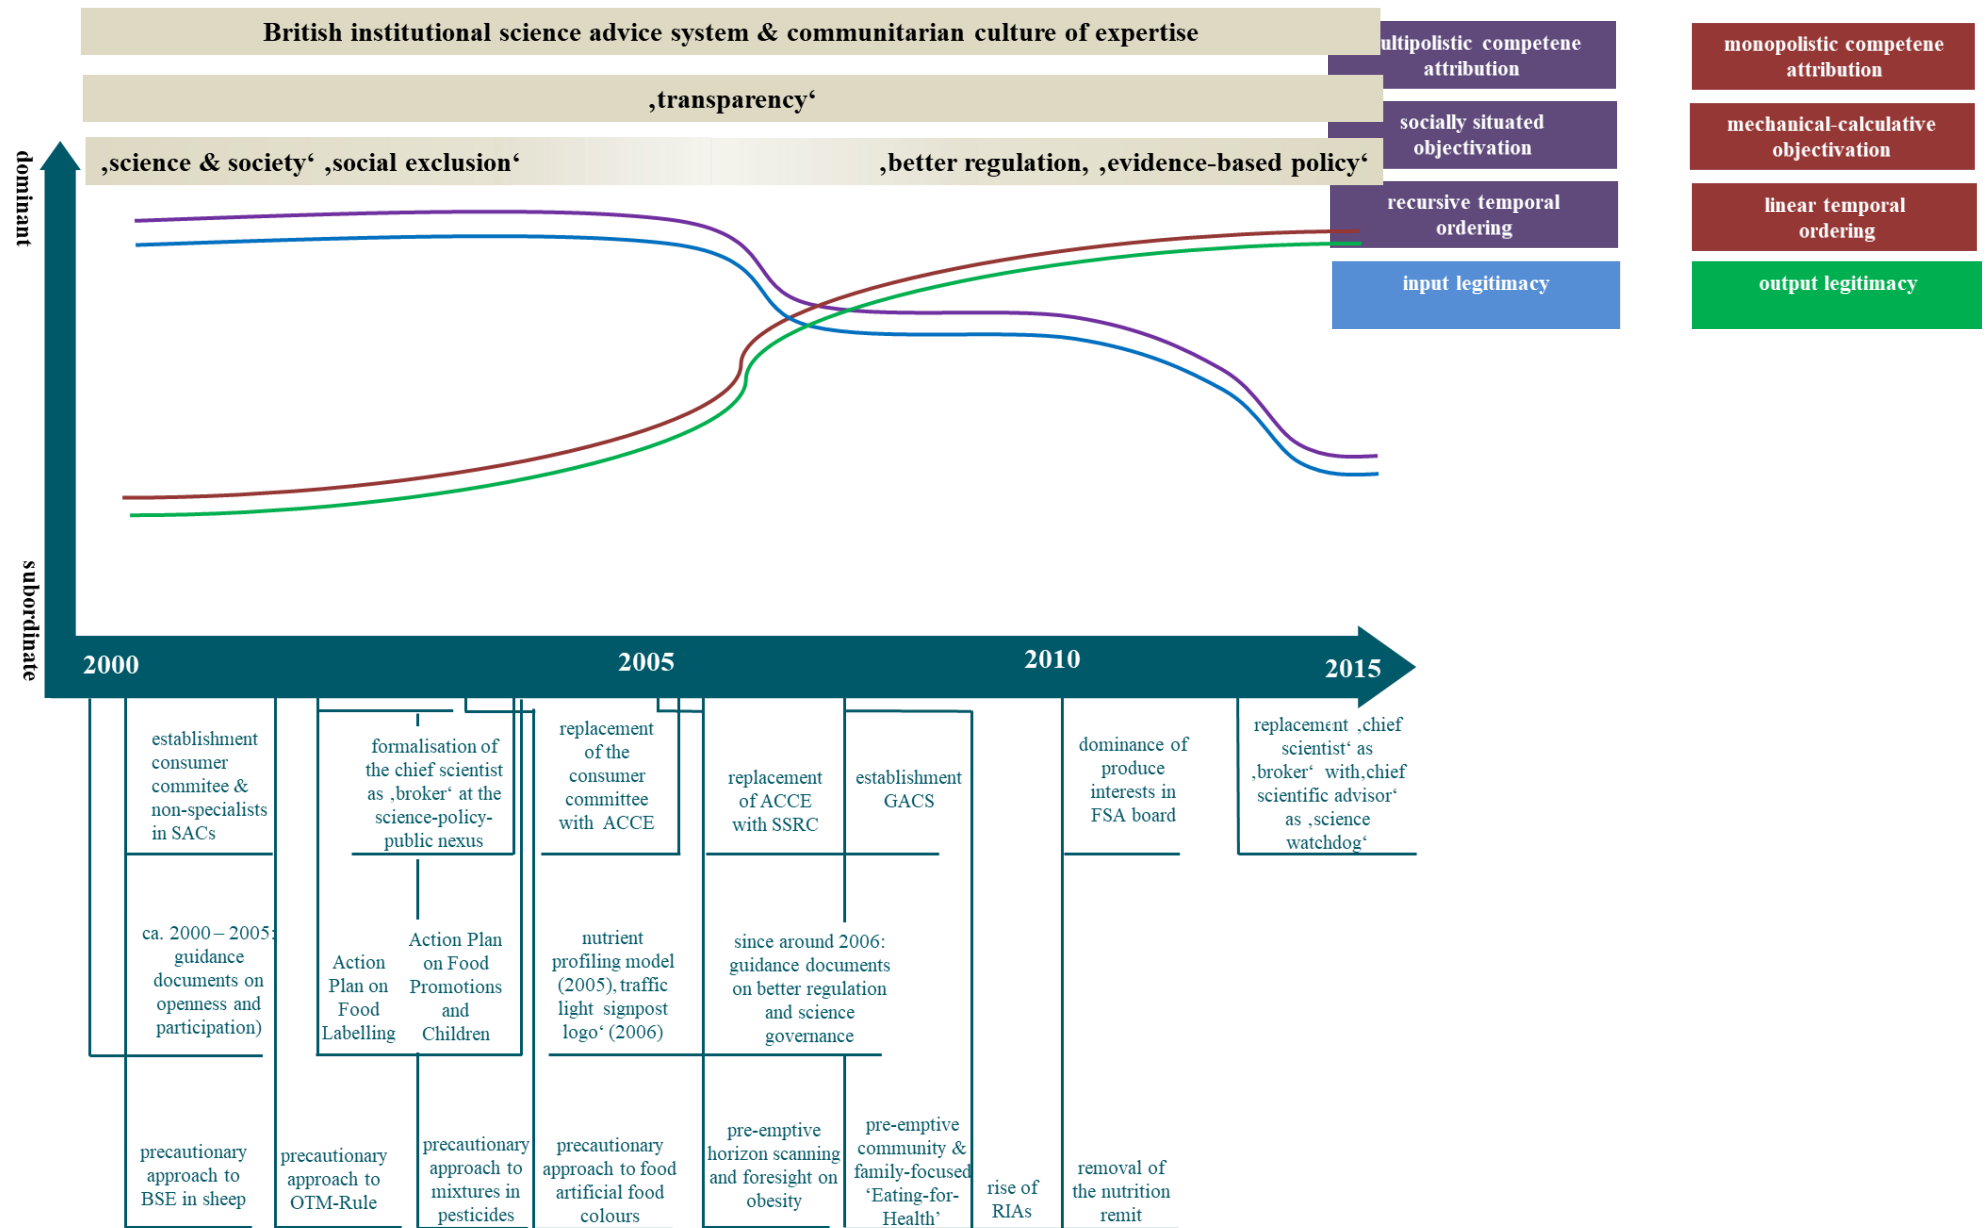 British institutional science advice system & communitarian culture of expertise
‚transparency‘
‚science & society‘ ‚social exclusion‘
‚better regulation, ‚evidence-based policy‘
ultipolistic competene
attribution
monopolistic competene
attribution
socially situated
objectivation
mechanical-calculative
objectivation
recursive temporal
ordering
linear temporal
ordering
input legitimacy
output legitimacy
dominant
subordinate
2000
2005
2010
2015
establishment
consumer
commitee &
non-specialists
in SACs
formalisation of
the chief scientist
as ‚broker‘ at the
science-policy-
public nexus
replacement
of the
consumer
committee
with ACCE
replacement
of ACCE
with SSRC
establishment
GACS
dominance of
produce
interests in
FSA board
replacement ‚chief
scientist‘ as
‚broker‘ with‚chief
scientific advisor‘
as ‚science
watchdog‘
ca. 2000 – 2005:
guidance
documents on
openness and
participation)
Action
Plan on
Food
Labelling
Action Plan
on Food
Promotions
and
Children
nutrient
profiling model
(2005), traffic
light signpost
logo‘ (2006)
since around 2006:
guidance documents
on better regulation
and science
governance
precautionary
approach to
BSE in sheep
precautionary
approach to
OTM-Rule
precautionary
approach to
mixtures in
pesticides
precautionary
approach to food
artificial food
colours
pre-emptive
horizon scanning
and foresight on
obesity
pre-emptive
community &
family-focused
‘Eating-for-
Health’
rise of
RIAs
removal of
the nutrition
remit